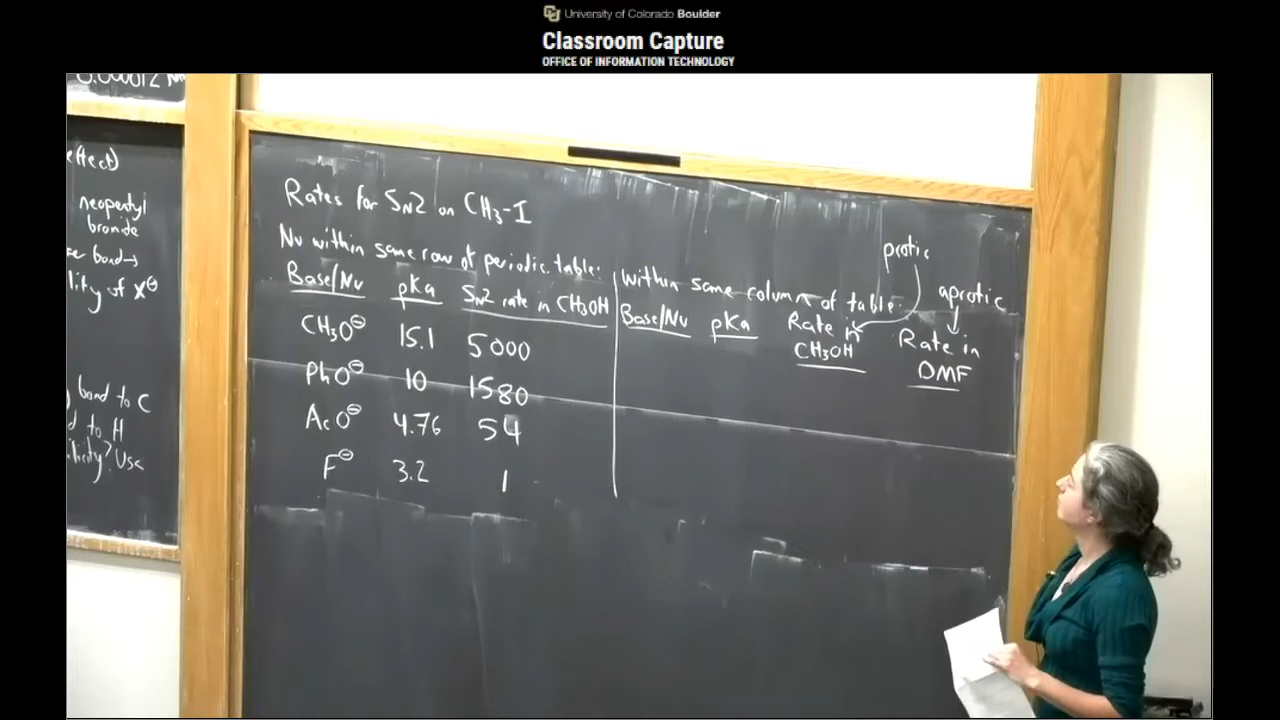 University of Colorado Boulder
Classroom Capture
OFFICE OF INFORMATION TECHNOLOGY
0.00012
effect)
neopentyl
bromide
bond→
lity of X⊖
bond to C
d to H
licity? Use
Rates for SN2 on CH3-I
Nu within same row of periodic table:
Base/Nu pKa SN2 rate in CH3OH
CH3O⊖ 15.1 5000
PhO⊖ 10 1580
AcO⊖ 4.76 54
F⊖ 3.2 1
Within same column of table:
protic
aprotic
Base/Nu pKa Rate in CH3OH Rate in DMF